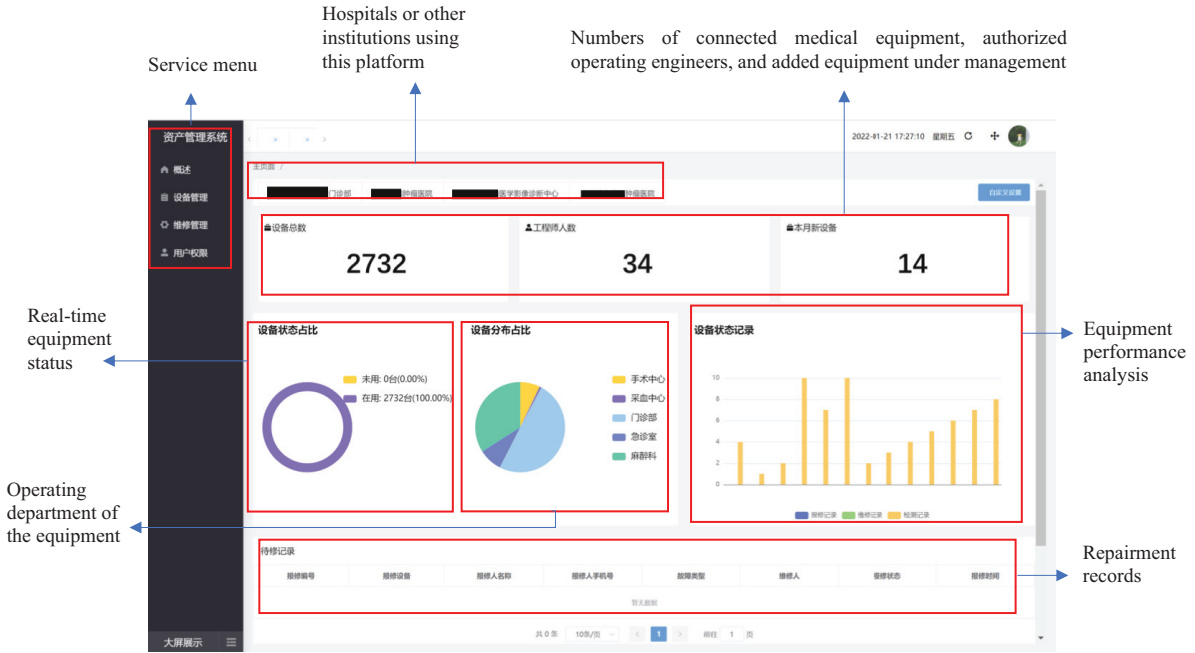 Hospitals or other
institutions using
this platform
Numbers of connected medical equipment, authorized
operating engineers, and added equipment under management
Service menu
资产管理系统
2022-01-21 17:27:10 星期五
概述
设备管理
维修管理
用户权限
主页面 /
门诊部 肿瘤医院 医学影像诊断中心 肿瘤医院
自定义设置
设备总数 工程师人数 本月新设备
2732 34 14
Real-time
equipment
status
设备状态占比
未用: 0台(0.00%)
在用: 2732台(100.00%)
设备分布占比
手术中心
采血中心
门诊部
急诊室
麻醉科
设备状态记录
10
8
6
4
2
0
报修记录 维修记录 检测记录
Equipment
performance
analysis
Operating
department of
the equipment
待修记录
报修编号 报修设备 报修人名称 报修人手机号 故障类型 维修人 报修时间
暂无数据
Repairment
records
共 0 条 10条/页 < 1 > 前往 1 页
大屏展示